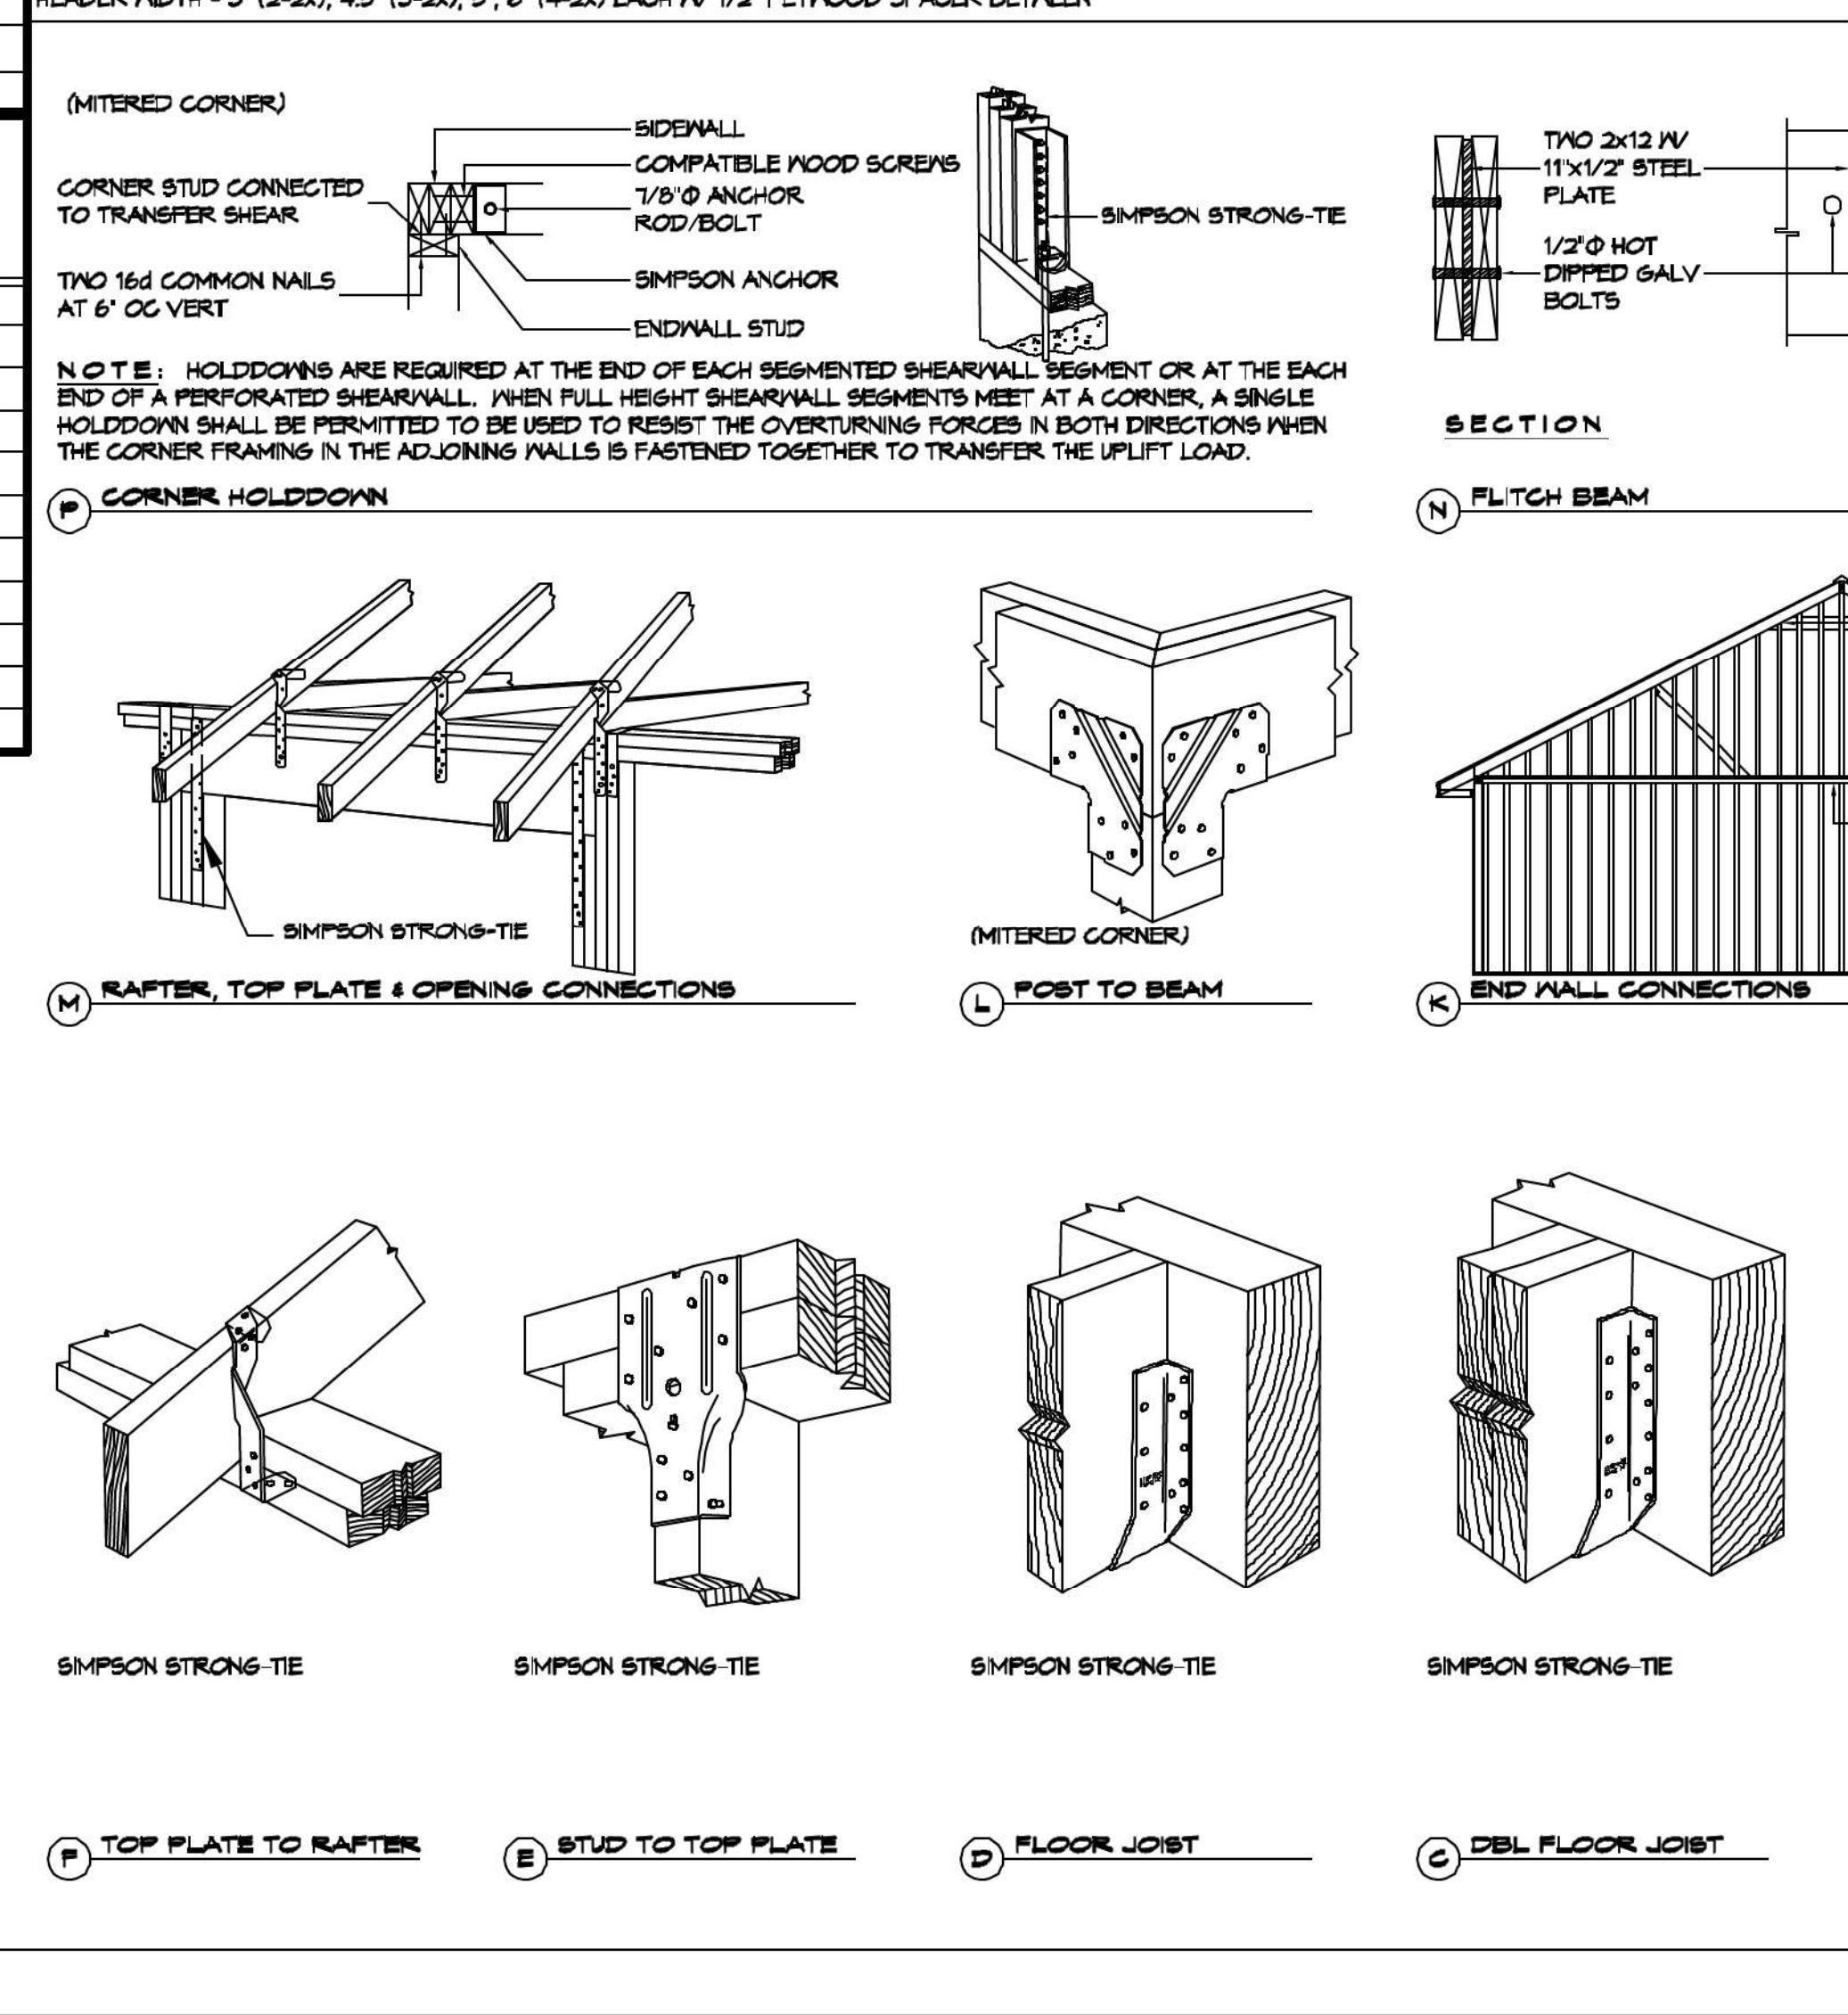 (MITERED CORNER)
SIDEWALL
COMPATIBLE WOOD SCREWS
CORNER STUD CONNECTED
TO TRANSFER SHEAR
7/8"Φ ANCHOR
ROD/BOLT
SIMPSON ANCHOR
TWO 16d COMMON NAILS
AT 6" OC VERT
ENDWALL STUD
SIMPSON STRONG-TIE
NOTE: HOLDDOWNS ARE REQUIRED AT THE END OF EACH SEGMENTED SHEARWALL SEGMENT OR AT THE EACH
END OF A PERFORATED SHEARWALL. WHEN FULL HEIGHT SHEARWALL SEGMENTS MEET AT A CORNER, A SINGLE
HOLDDOWN SHALL BE PERMITTED TO BE USED TO RESIST THE OVERTURNING FORCES IN BOTH DIRECTIONS WHEN
THE CORNER FRAMING IN THE ADJOINING WALLS IS FASTENED TOGETHER TO TRANSFER THE UPLIFT LOAD.
P CORNER HOLDDOWN
TWO 2x12 W/
11"x1/2" STEEL
PLATE
1/2"Φ HOT
DIPPED GALV
BOLTS
SECTION
N FLITCH BEAM
SIMPSON STRONG-TIE
M RAFTER, TOP PLATE & OPENING CONNECTIONS
(MITERED CORNER)
L POST TO BEAM
K END WALL CONNECTIONS
SIMPSON STRONG-TIE
SIMPSON STRONG-TIE
SIMPSON STRONG-TIE
SIMPSON STRONG-TIE
F TOP PLATE TO RAFTER
E STUD TO TOP PLATE
D FLOOR JOIST
C DBL FLOOR JOIST